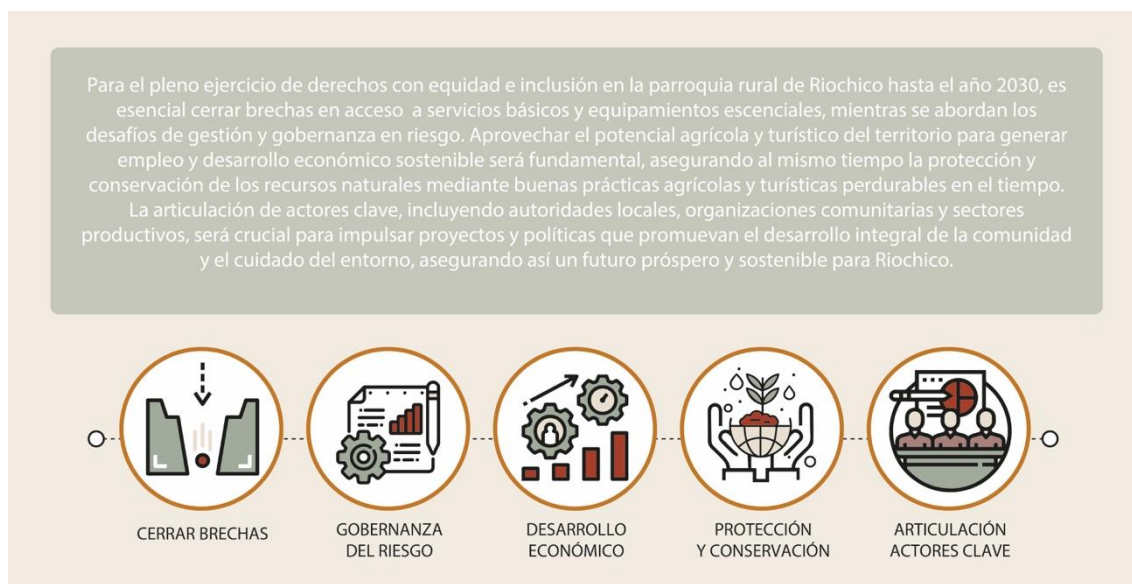 Para el pleno ejercicio de derechos con equidad e inclusión en la parroquia rural de Riochico hasta el año 2030, es
esencial cerrar brechas en acceso a servicios básicos y equipamientos escenciales, mientras se abordan los
desafíos de gestión y gobernanza en riesgo. Aprovechar el potencial agrícola y turístico del territorio para generar
empleo y desarrollo económico sostenible será fundamental, asegurando al mismo tiempo la protección y
conservación de los recursos naturales mediante buenas prácticas agrícolas y turísticas perdurables en el tiempo.
La articulación de actores clave, incluyendo autoridades locales, organizaciones comunitarias y sectores
productivos, será crucial para impulsar proyectos y políticas que promuevan el desarrollo integral de la comunidad
y el cuidado del entorno, asegurando así un futuro próspero y sostenible para Riochico.
CERRAR BRECHAS
GOBERNANZA
DEL RIESGO
DESARROLLO
ECONÓMICO
PROTECCIÓN
Y CONSERVACIÓN
ARTICULACIÓN
ACTORES CLAVE